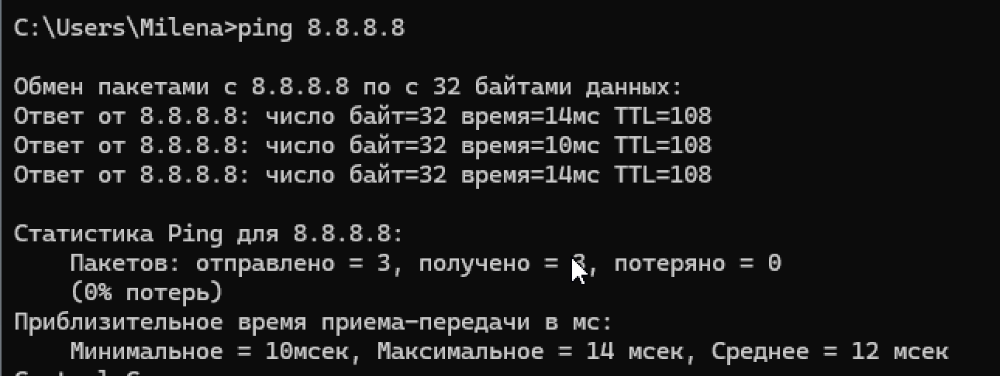 C:\Users\Milena>ping 8.8.8.8
Обмен пакетами с 8.8.8.8 по с 32 байтами данных:
Ответ от 8.8.8.8: число байт=32 время=14мс TTL=108
Ответ от 8.8.8.8: число байт=32 время=10мс TTL=108
Ответ от 8.8.8.8: число байт=32 время=14мс TTL=108
Статистика Ping для 8.8.8.8:
Пакетов: отправлено = 3, получено = 3, потеряно = 0
(0% потерь)
Приблизительное время приема-передачи в мс:
Минимальное = 10мсек, Максимальное = 14 мсек, Среднее = 12 мсек